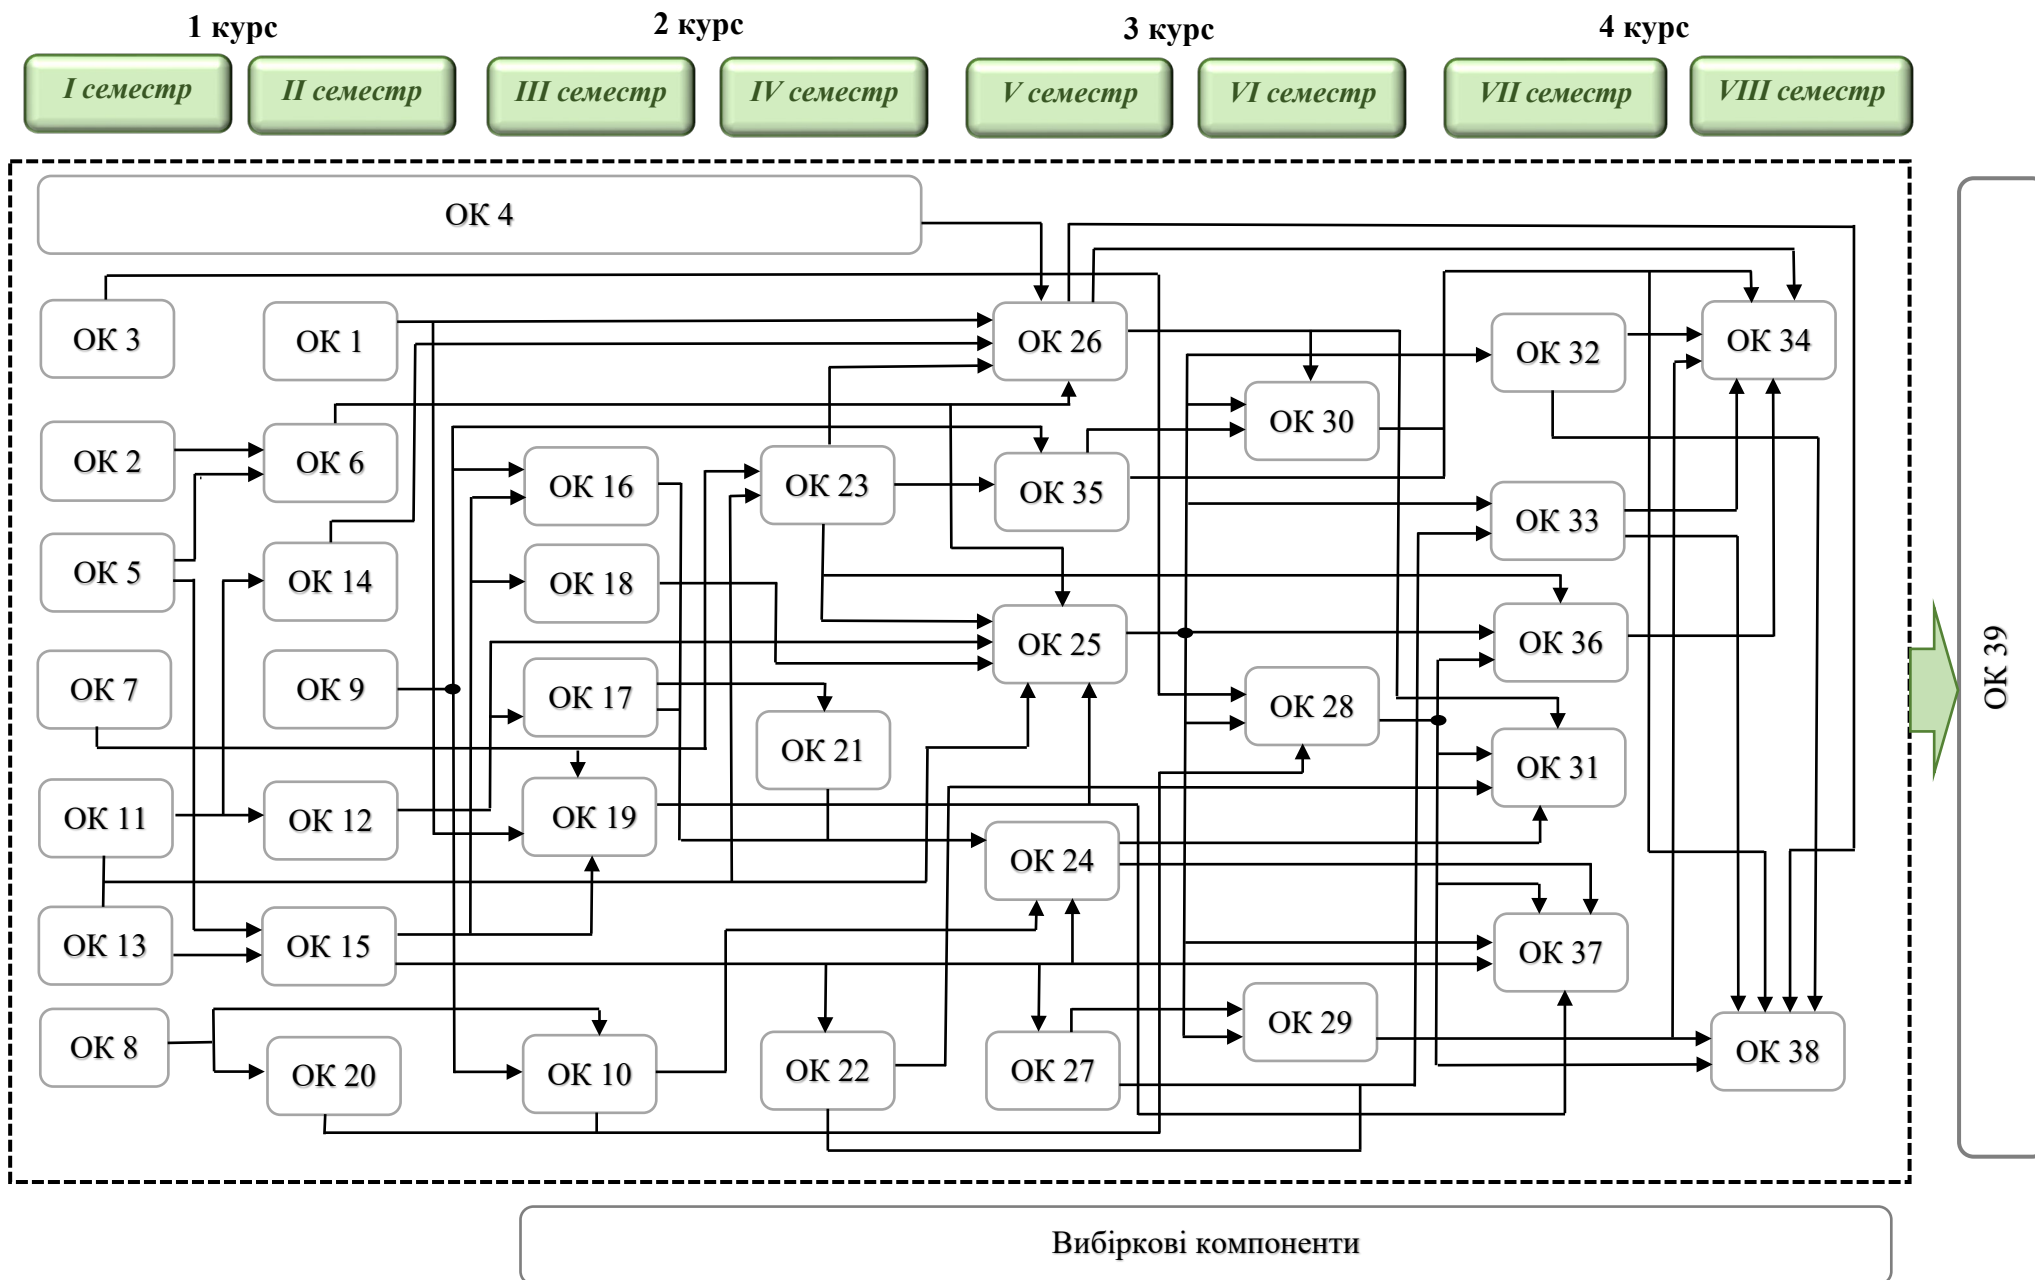 1 курс
2 курс
3 курс
4 курс
I семестр
II семестр
III семестр
IV семестр
V семестр
VI семестр
VII семестр
VIII семестр
ОК 4
ОК 3
ОК 1
ОК 26
ОК 32
ОК 34
ОК 30
ОК 2
ОК 6
ОК 16
ОК 23
ОК 35
ОК 33
ОК 5
ОК 14
ОК 18
ОК 25
ОК 36
ОК 7
ОК 9
ОК 17
ОК 28
ОК 21
ОК 31
ОК 11
ОК 12
ОК 19
ОК 24
ОК 13
ОК 15
ОК 37
ОК 8
ОК 20
ОК 10
ОК 22
ОК 27
ОК 29
ОК 38
ОК 39
Вибіркові компоненти